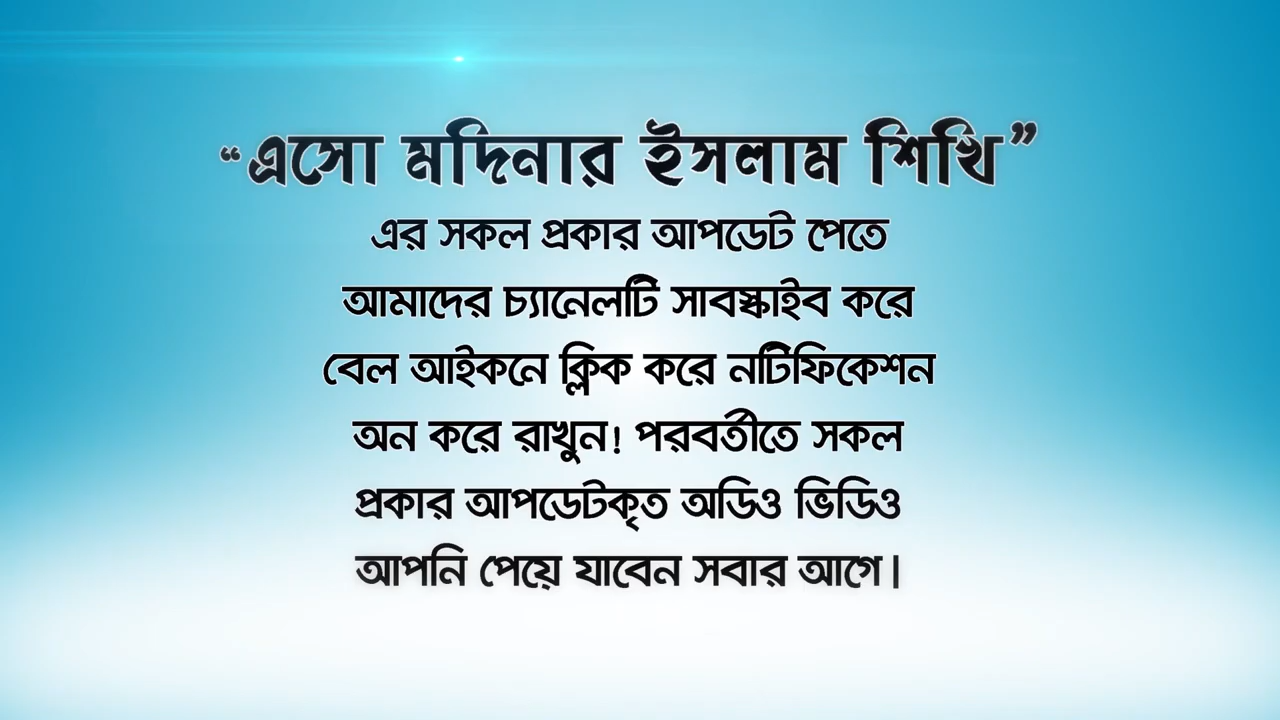 “এসো মদিনার ইসলাম শিখি”
এর সকল প্রকার আপডেট পেতে
আমাদের চ্যানেলটি সাবস্ক্রাইব করে
বেল আইকনে ক্লিক করে নটিফিকেশন
অন করে রাখুন! পরবর্তীতে সকল
প্রকার আপডেটকৃত অডিও ভিডিও
আপনি পেয়ে যাবেন সবার আগে।